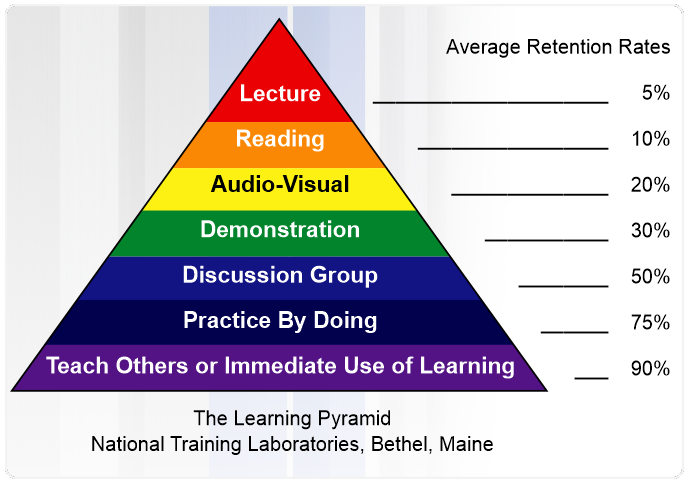 Average Retention Rates
Lecture 5%
Reading 10%
Audio-Visual 20%
Demonstration 30%
Discussion Group 50%
Practice By Doing 75%
Teach Others or Immediate Use of Learning 90%
The Learning Pyramid
National Training Laboratories, Bethel, Maine